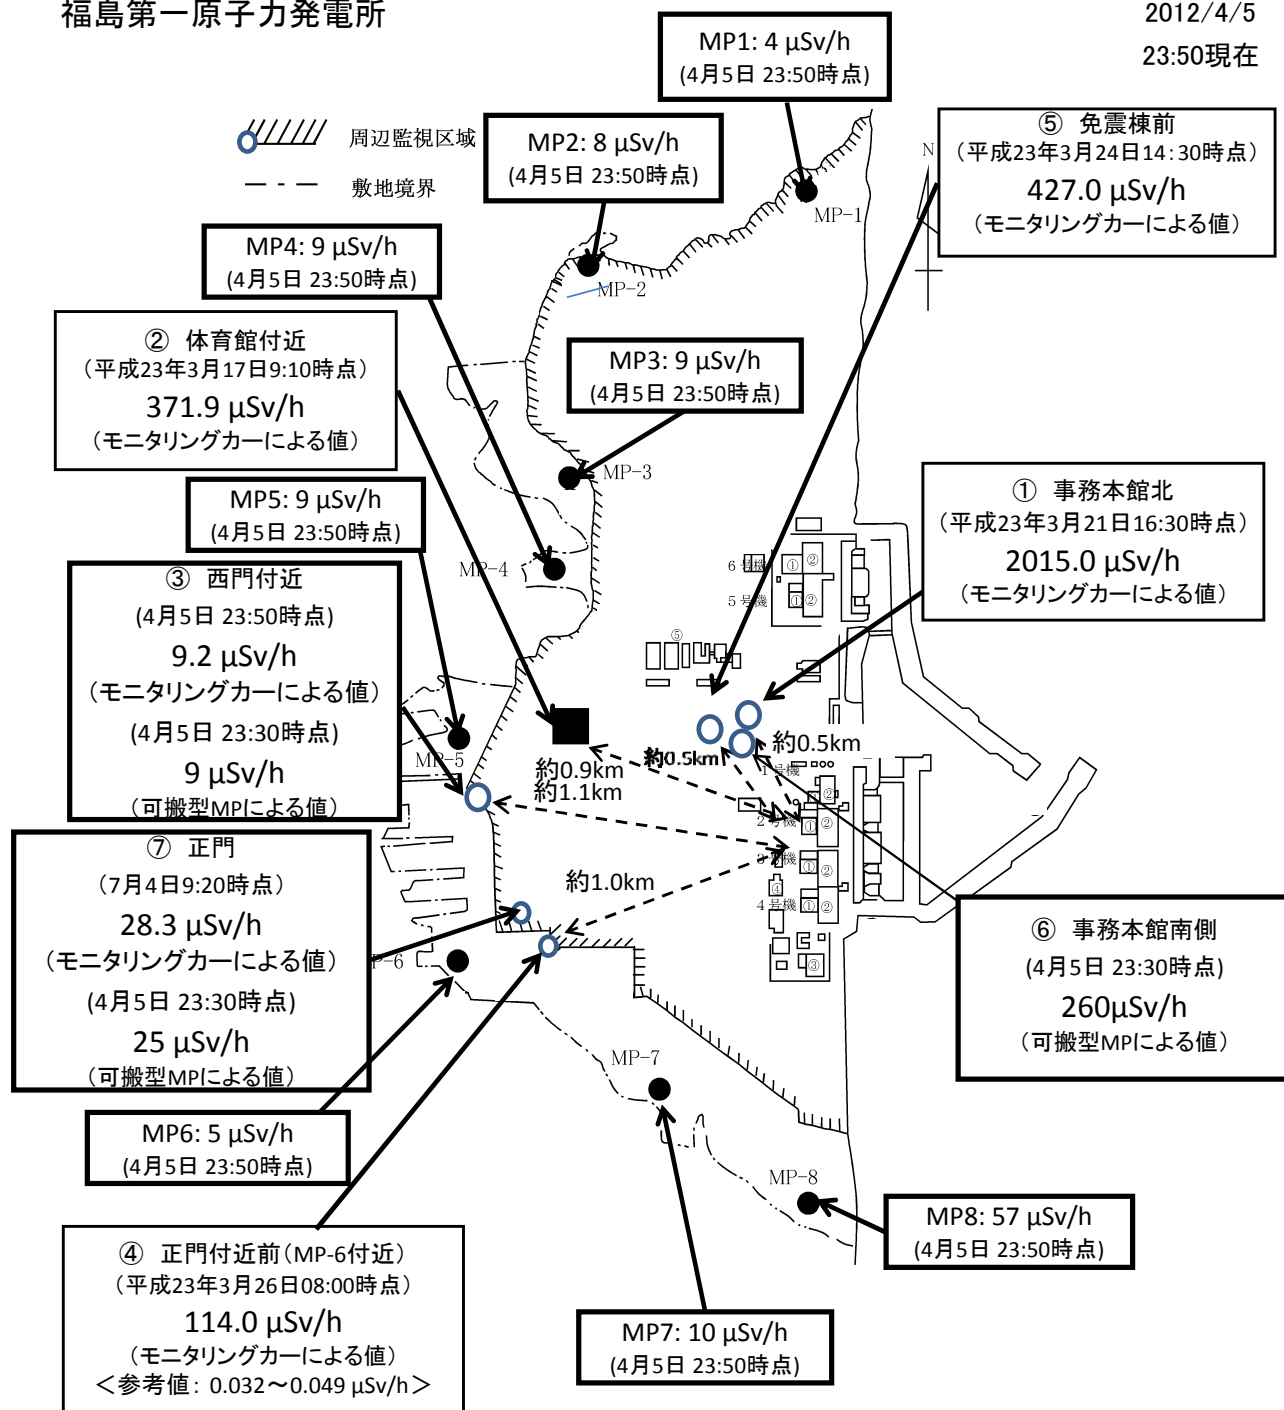 福島第一原子力発電所
2012/4/5
23:50現在
周辺監視区域
敷地境界
N
MP1: 4 μSv/h
(4月5日 23:50時点)
MP2: 8 μSv/h
(4月5日 23:50時点)
⑤ 免震棟前
(平成23年3月24日14:30時点)
427.0 μSv/h
(モニタリングカーによる値)
MP-1
MP4: 9 μSv/h
(4月5日 23:50時点)
MP-2
② 体育館付近
(平成23年3月17日9:10時点)
371.9 μSv/h
(モニタリングカーによる値)
MP3: 9 μSv/h
(4月5日 23:50時点)
MP-3
MP5: 9 μSv/h
(4月5日 23:50時点)
① 事務本館北
(平成23年3月21日16:30時点)
2015.0 μSv/h
(モニタリングカーによる値)
MP-4
6号機
①
②
5号機
①
②
⑤
③ 西門付近
(4月5日 23:50時点)
9.2 μSv/h
(モニタリングカーによる値)
(4月5日 23:30時点)
9 μSv/h
(可搬型MPによる値)
MP-5
約0.9km
約1.1km
約0.5km
約0.5km
1号機
①
②
2号機
①
②
3号機
①
②
④
4号機
①
②
③
約1.0km
⑦ 正門
(7月4日9:20時点)
28.3 μSv/h
(モニタリングカーによる値)
(4月5日 23:30時点)
25 μSv/h
(可搬型MPによる値)
P-6
⑥ 事務本館南側
(4月5日 23:30時点)
260μSv/h
(可搬型MPによる値)
MP-7
MP6: 5 μSv/h
(4月5日 23:50時点)
MP-8
MP8: 57 μSv/h
(4月5日 23:50時点)
④ 正門付近前(MP-6付近)
(平成23年3月26日08:00時点)
114.0 μSv/h
(モニタリングカーによる値)
<参考値: 0.032～0.049 μSv/h>
MP7: 10 μSv/h
(4月5日 23:50時点)